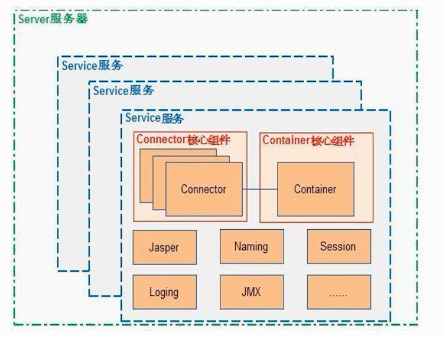 Server服务器
Service服务
Service服务
Service服务
Connector核心组件
Container核心组件
Connector
Container
Jasper
Naming
Session
Loging
JMX
......